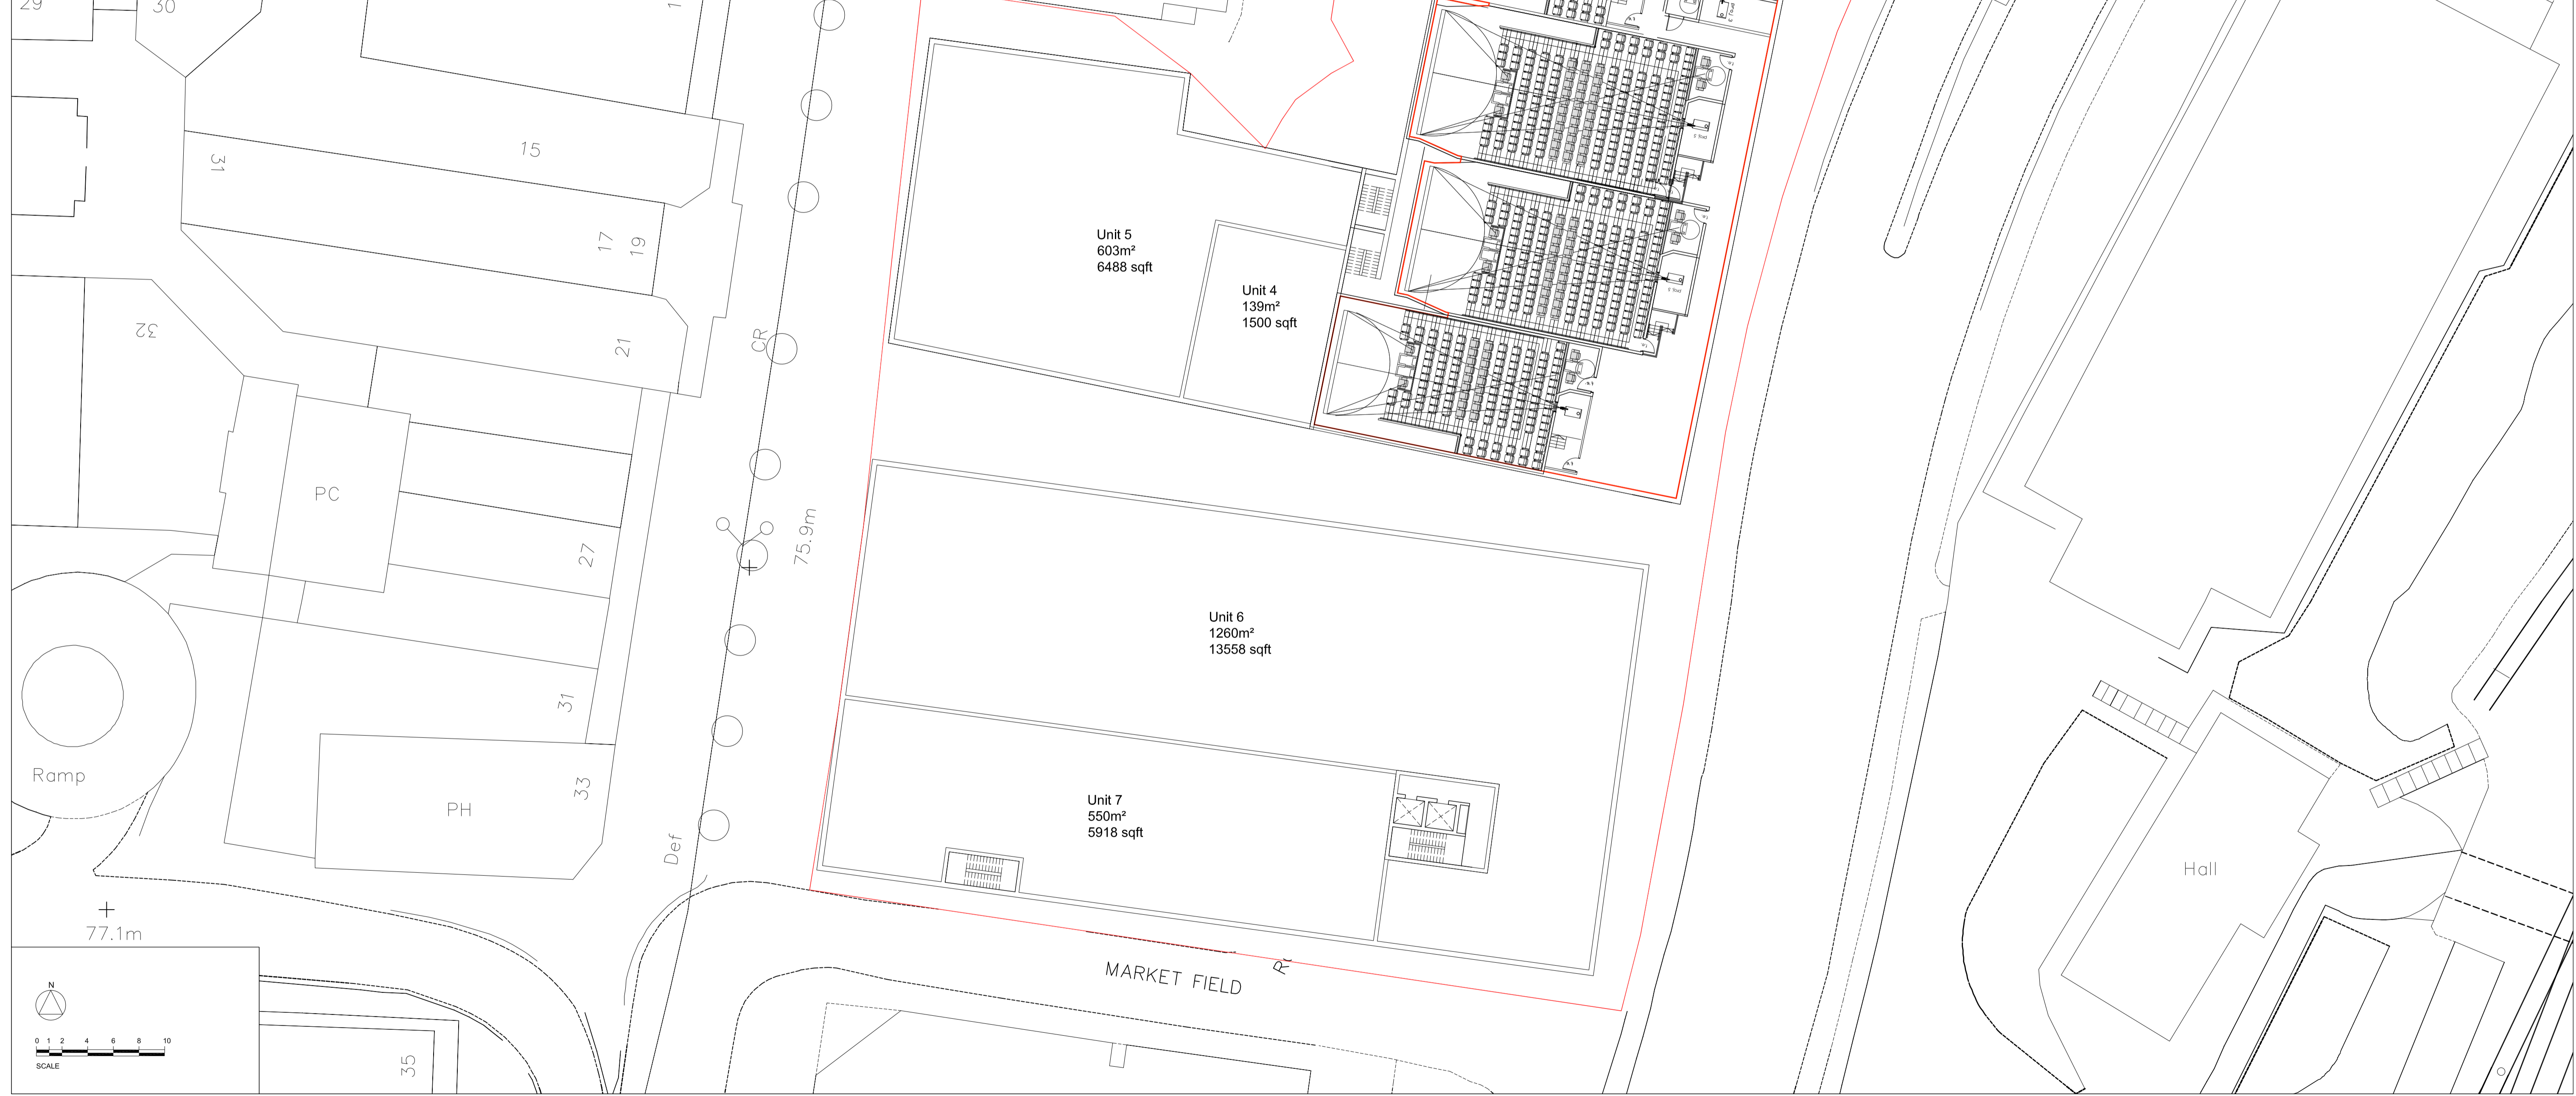 29
30
15
31
17
19
Unit 5
603m²
6488 sqft
Unit 4
139m²
1500 sqft
32
21
CR
PC
75.9m
27
Unit 6
1260m²
13558 sqft
31
Ramp
33
PH
Unit 7
550m²
5918 sqft
Def
Hall
77.1m
MARKET FIELD
N
0 1 2 4 6 8 10
SCALE
35